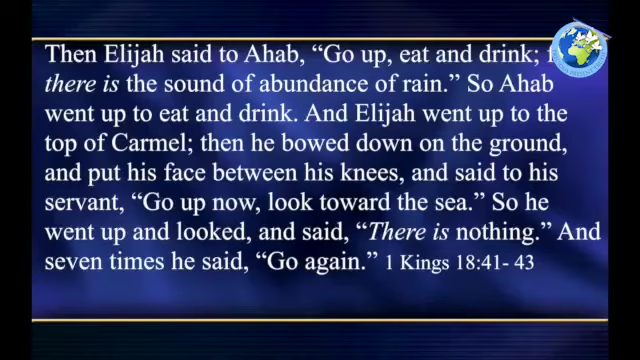 Then Elijah said to Ahab, “Go up, eat and drink;
there is the sound of abundance of rain.” So Ahab
went up to eat and drink. And Elijah went up to the
top of Carmel; then he bowed down on the ground,
and put his face between his knees, and said to his
servant, “Go up now, look toward the sea.” So he
went up and looked, and said, “There is nothing.” And
seven times he said, “Go again.” 1 Kings 18:41- 43